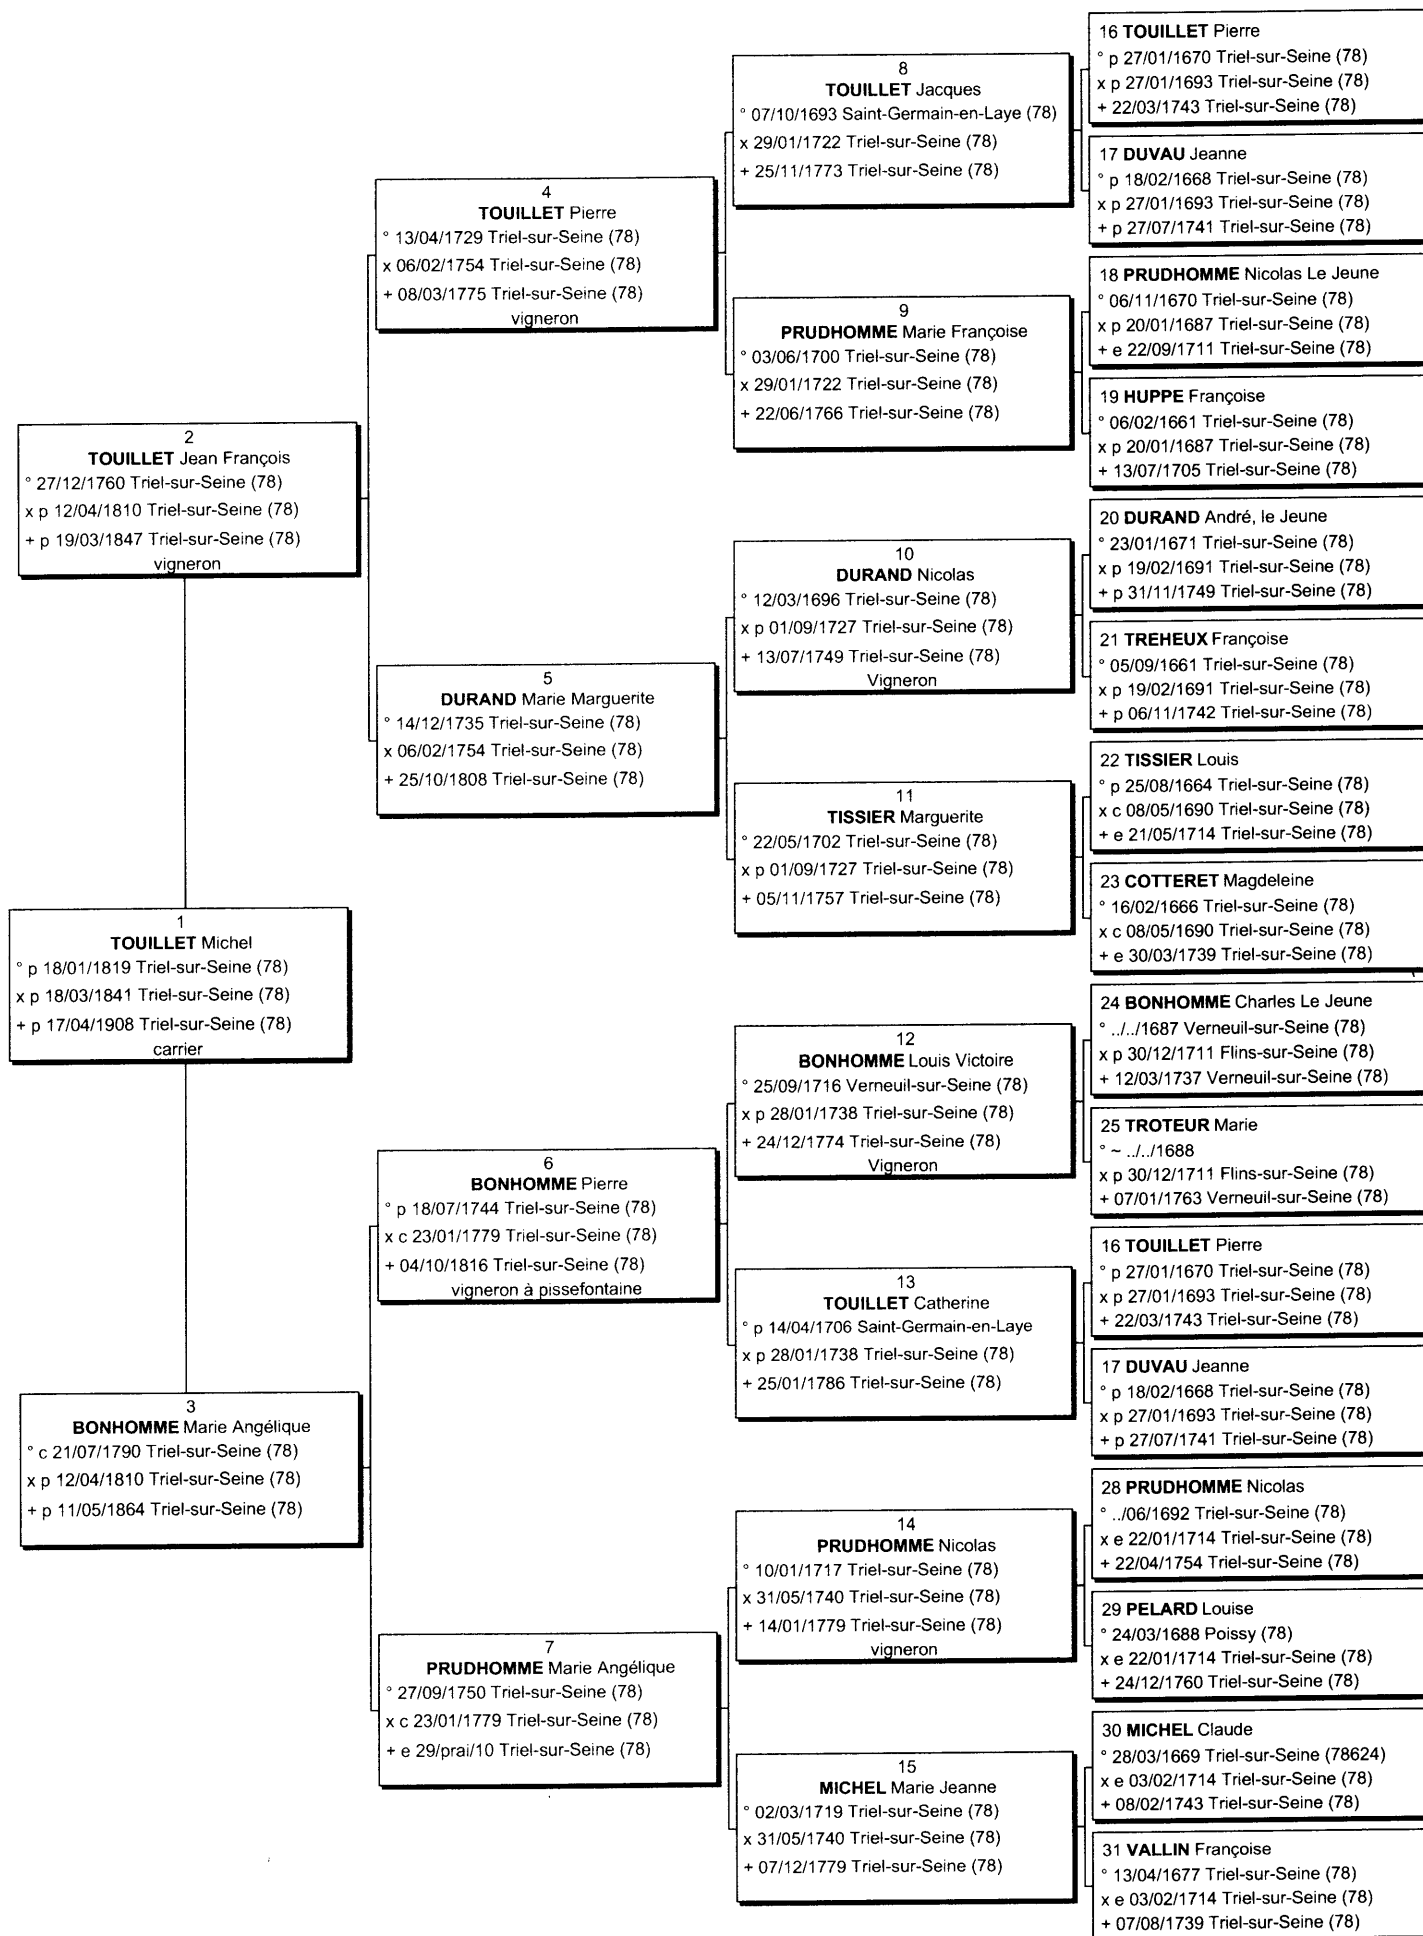 1
TOUILLET Michel
° p 18/01/1819 Triel-sur-Seine (78)
x p 18/03/1841 Triel-sur-Seine (78)
+ p 17/04/1908 Triel-sur-Seine (78)
carrier
2
TOUILLET Jean François
° 27/12/1760 Triel-sur-Seine (78)
x p 12/04/1810 Triel-sur-Seine (78)
+ p 19/03/1847 Triel-sur-Seine (78)
vigneron
3
BONHOMME Marie Angélique
° c 21/07/1790 Triel-sur-Seine (78)
x p 12/04/1810 Triel-sur-Seine (78)
+ p 11/05/1864 Triel-sur-Seine (78)
4
TOUILLET Pierre
° 13/04/1729 Triel-sur-Seine (78)
x 06/02/1754 Triel-sur-Seine (78)
+ 08/03/1775 Triel-sur-Seine (78)
vigneron
5
DURAND Marie Marguerite
° 14/12/1735 Triel-sur-Seine (78)
x 06/02/1754 Triel-sur-Seine (78)
+ 25/10/1808 Triel-sur-Seine (78)
6
BONHOMME Pierre
° p 18/07/1744 Triel-sur-Seine (78)
x c 23/01/1779 Triel-sur-Seine (78)
+ 04/10/1816 Triel-sur-Seine (78)
vigneron à pissefontaine
7
PRUDHOMME Marie Angélique
° 27/09/1750 Triel-sur-Seine (78)
x c 23/01/1779 Triel-sur-Seine (78)
+ e 29/prai/10 Triel-sur-Seine (78)
8
TOUILLET Jacques
° 07/10/1693 Saint-Germain-en-Laye (78)
x 29/01/1722 Triel-sur-Seine (78)
+ 25/11/1773 Triel-sur-Seine (78)
9
PRUDHOMME Marie Françoise
° 03/06/1700 Triel-sur-Seine (78)
x 29/01/1722 Triel-sur-Seine (78)
+ 22/06/1766 Triel-sur-Seine (78)
10
DURAND Nicolas
° 12/03/1696 Triel-sur-Seine (78)
x p 01/09/1727 Triel-sur-Seine (78)
+ 13/07/1749 Triel-sur-Seine (78)
Vigneron
11
TISSIER Marguerite
° 22/05/1702 Triel-sur-Seine (78)
x p 01/09/1727 Triel-sur-Seine (78)
+ 05/11/1757 Triel-sur-Seine (78)
12
BONHOMME Louis Victoire
° 25/09/1716 Verneuil-sur-Seine (78)
x p 28/01/1738 Triel-sur-Seine (78)
+ 24/12/1774 Triel-sur-Seine (78)
Vigneron
13
TOUILLET Catherine
° p 14/04/1706 Saint-Germain-en-Laye
x p 28/01/1738 Triel-sur-Seine (78)
+ 25/01/1786 Triel-sur-Seine (78)
14
PRUDHOMME Nicolas
° 10/01/1717 Triel-sur-Seine (78)
x 31/05/1740 Triel-sur-Seine (78)
+ 14/01/1779 Triel-sur-Seine (78)
vigneron
15
MICHEL Marie Jeanne
° 02/03/1719 Triel-sur-Seine (78)
x 31/05/1740 Triel-sur-Seine (78)
+ 07/12/1779 Triel-sur-Seine (78)
16 TOUILLET Pierre
° p 27/01/1670 Triel-sur-Seine (78)
x p 27/01/1693 Triel-sur-Seine (78)
+ 22/03/1743 Triel-sur-Seine (78)
17 DUVAU Jeanne
° p 18/02/1668 Triel-sur-Seine (78)
x p 27/01/1693 Triel-sur-Seine (78)
+ p 27/07/1741 Triel-sur-Seine (78)
18 PRUDHOMME Nicolas Le Jeune
° 06/11/1670 Triel-sur-Seine (78)
x p 20/01/1687 Triel-sur-Seine (78)
+ e 22/09/1711 Triel-sur-Seine (78)
19 HUPPE Françoise
° 06/02/1661 Triel-sur-Seine (78)
x p 20/01/1687 Triel-sur-Seine (78)
+ 13/07/1705 Triel-sur-Seine (78)
20 DURAND André, le Jeune
° 23/01/1671 Triel-sur-Seine (78)
x p 19/02/1691 Triel-sur-Seine (78)
+ p 31/11/1749 Triel-sur-Seine (78)
21 TREHEUX Françoise
° 05/09/1661 Triel-sur-Seine (78)
x p 19/02/1691 Triel-sur-Seine (78)
+ p 06/11/1742 Triel-sur-Seine (78)
22 TISSIER Louis
° p 25/08/1664 Triel-sur-Seine (78)
x c 08/05/1690 Triel-sur-Seine (78)
+ e 21/05/1714 Triel-sur-Seine (78)
23 COTTERET Magdeleine
° 16/02/1666 Triel-sur-Seine (78)
x c 08/05/1690 Triel-sur-Seine (78)
+ e 30/03/1739 Triel-sur-Seine (78)
24 BONHOMME Charles Le Jeune
° ../../1687 Verneuil-sur-Seine (78)
x p 30/12/1711 Flins-sur-Seine (78)
+ 12/03/1737 Verneuil-sur-Seine (78)
25 TROTEUR Marie
° ~ ../../1688
x p 30/12/1711 Flins-sur-Seine (78)
+ 07/01/1763 Verneuil-sur-Seine (78)
16 TOUILLET Pierre
° p 27/01/1670 Triel-sur-Seine (78)
x p 27/01/1693 Triel-sur-Seine (78)
+ 22/03/1743 Triel-sur-Seine (78)
17 DUVAU Jeanne
° p 18/02/1668 Triel-sur-Seine (78)
x p 27/01/1693 Triel-sur-Seine (78)
+ p 27/07/1741 Triel-sur-Seine (78)
28 PRUDHOMME Nicolas
° ../06/1692 Triel-sur-Seine (78)
x e 22/01/1714 Triel-sur-Seine (78)
+ 22/04/1754 Triel-sur-Seine (78)
29 PELARD Louise
° 24/03/1688 Poissy (78)
x e 22/01/1714 Triel-sur-Seine (78)
+ 24/12/1760 Triel-sur-Seine (78)
30 MICHEL Claude
° 28/03/1669 Triel-sur-Seine (78624)
x e 03/02/1714 Triel-sur-Seine (78)
+ 08/02/1743 Triel-sur-Seine (78)
31 VALLIN Françoise
° 13/04/1677 Triel-sur-Seine (78)
x e 03/02/1714 Triel-sur-Seine (78)
+ 07/08/1739 Triel-sur-Seine (78)